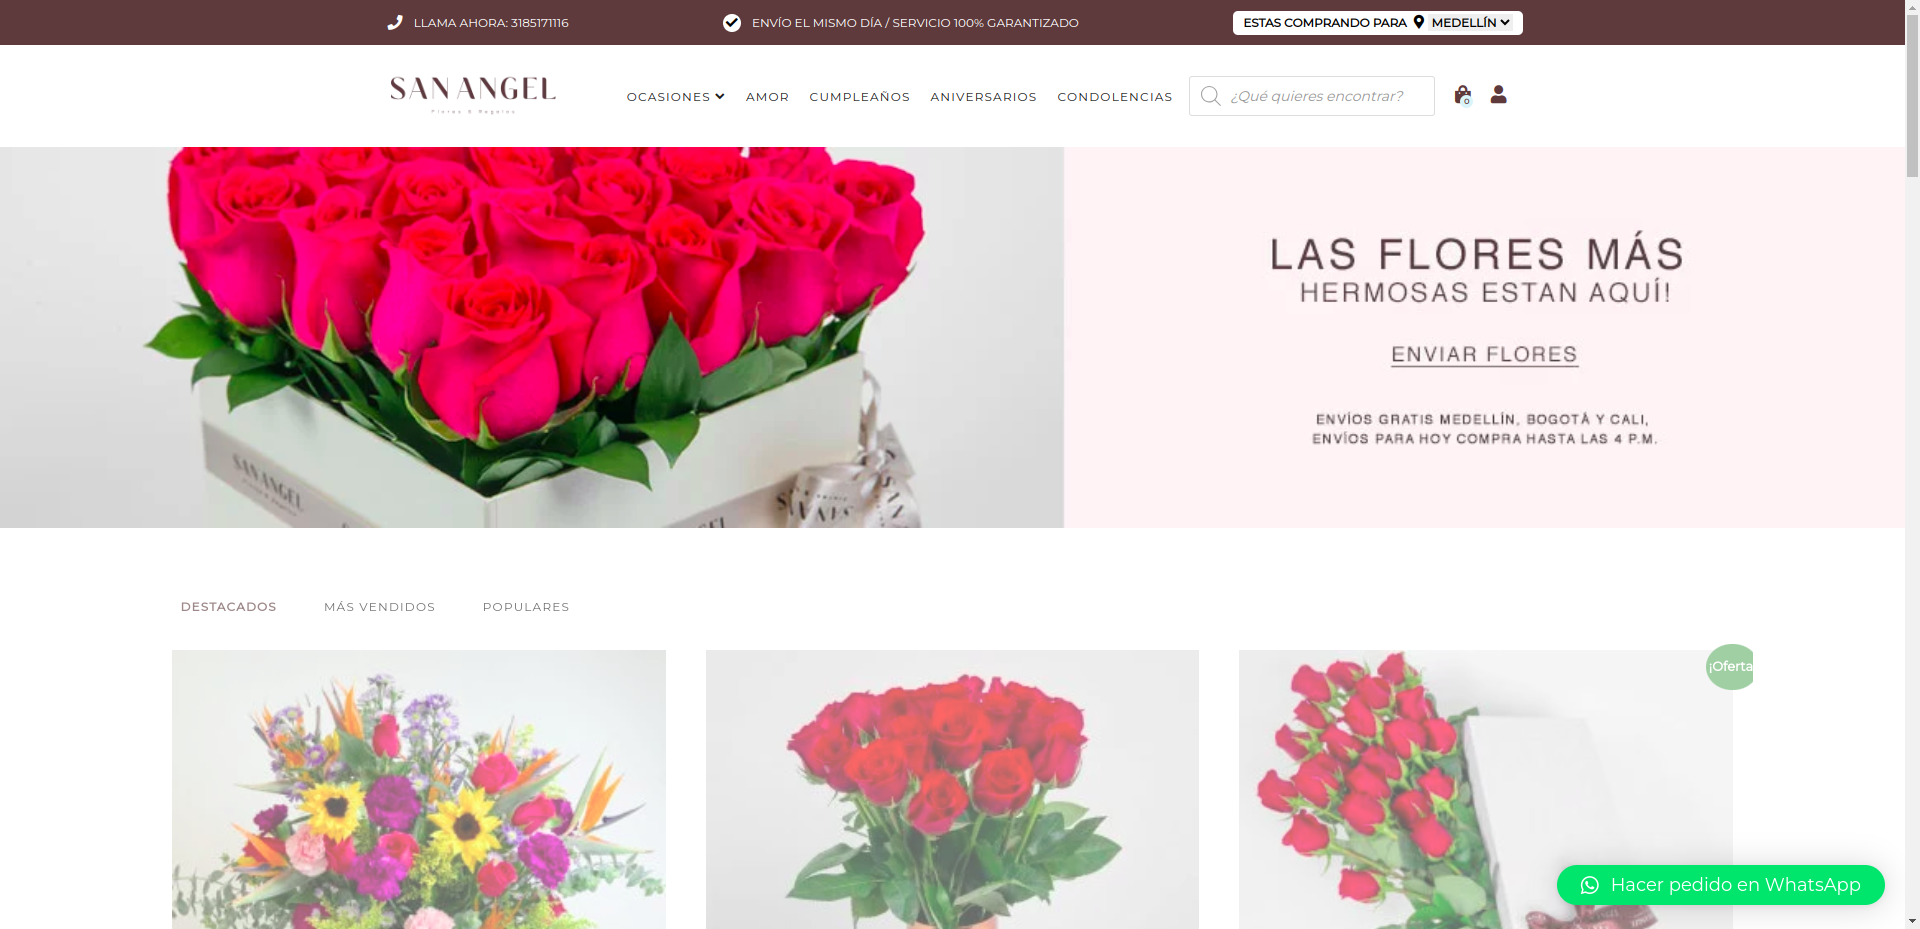 LLAMA AHORA: 3185171116
ENVÍO EL MISMO DÍA / SERVICIO 100% GARANTIZADO
ESTAS COMPRANDO PARA MEDELLÍN
SAN ANGEL
Flores & Regalos
OCASIONES
AMOR
CUMPLEAÑOS
ANIVERSARIOS
CONDOLENCIAS
¿Qué quieres encontrar?
0
LAS FLORES MÁS
HERMOSAS ESTAN AQUÍ!
ENVIAR FLORES
ENVÍOS GRATIS MEDELLÍN, BOGOTÀ Y CALI,
ENVÍOS PARA HOY COMPRA HASTA LAS 4 P.M.
SAN ANGEL
DESTACADOS
MÁS VENDIDOS
POPULARES
¡Oferta
Hacer pedido en WhatsApp